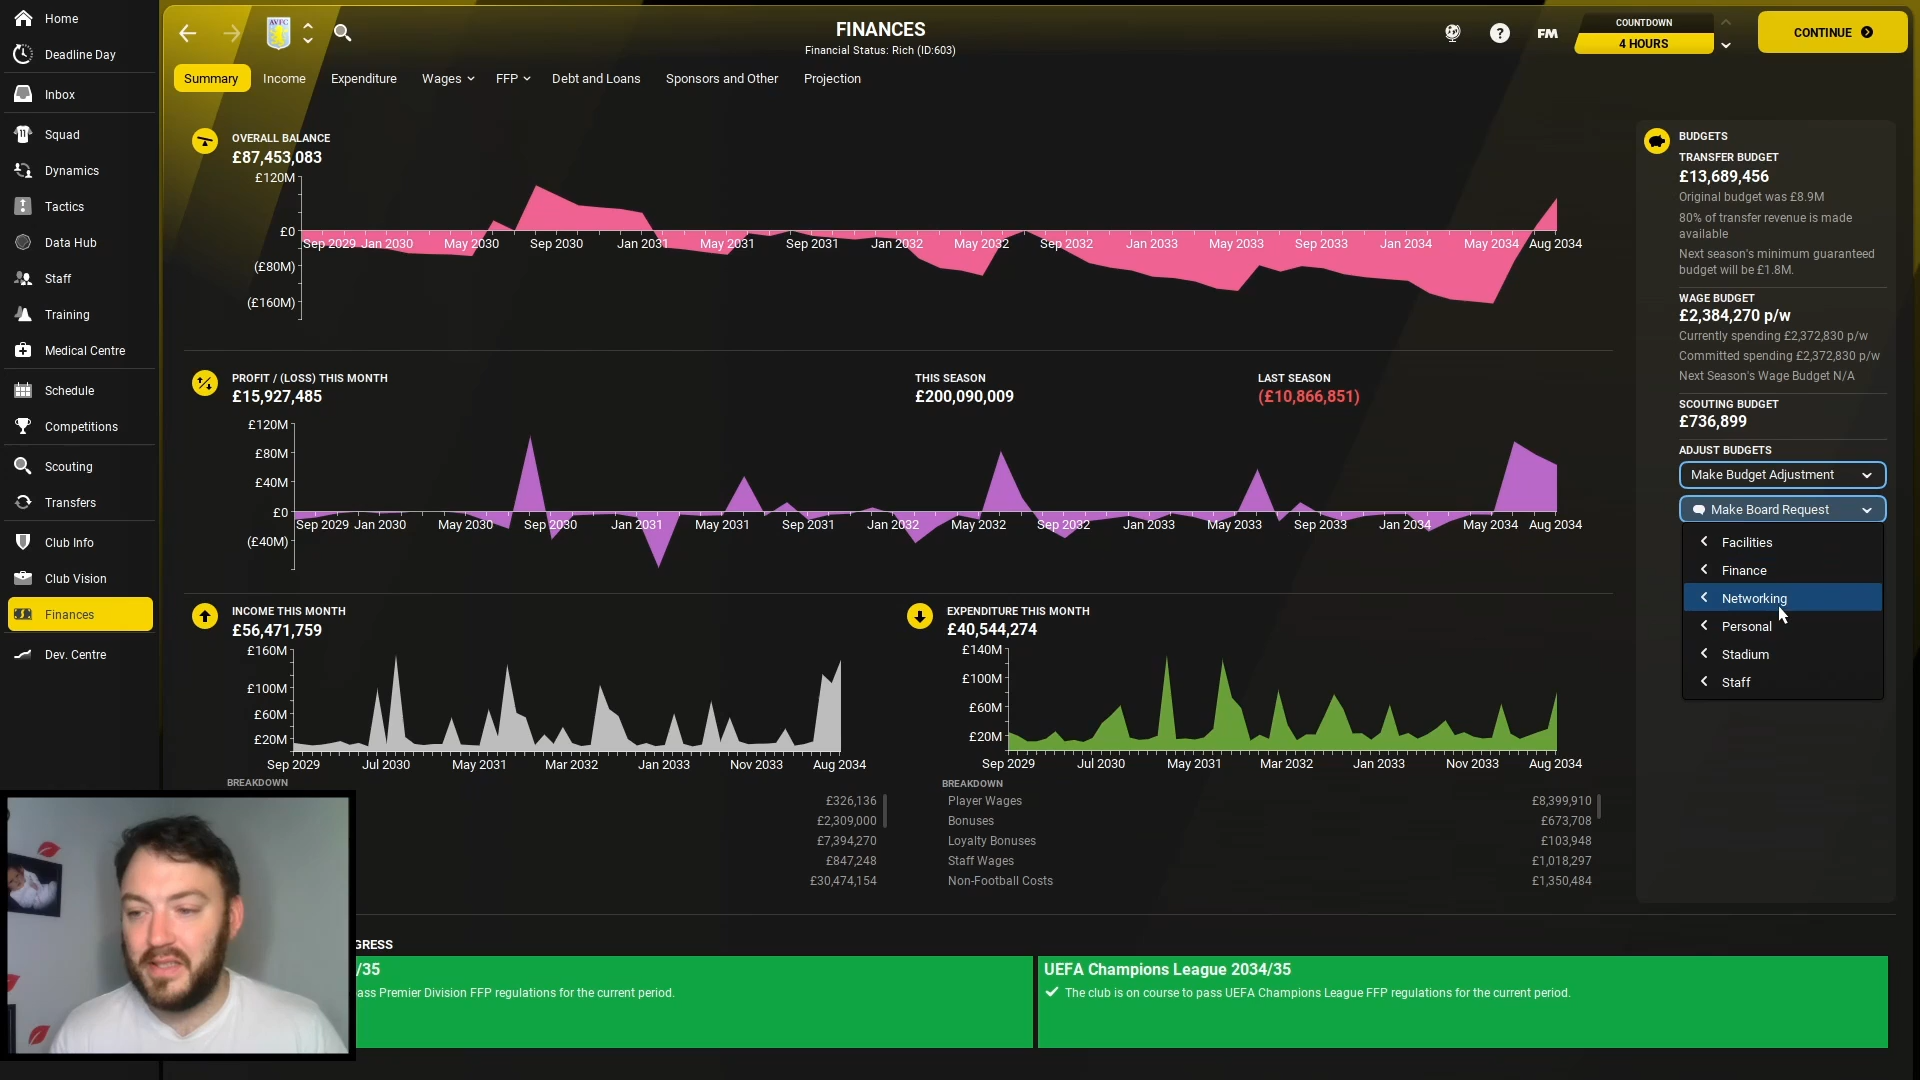 Home
Deadline Day
Inbox
Squad
Dynamics
Tactics
Data Hub
Staff
Training
Medical Centre
Schedule
Competitions
Scouting
Transfers
Club Info
Club Vision
Finances
Dev. Centre
AVFC
FINANCES
Financial Status: Rich (ID:603)
?
FM
COUNTDOWN
4 HOURS
CONTINUE
Summary Income Expenditure Wages FFP Debt and Loans Sponsors and Other Projection
OVERALL BALANCE
£87,453,083
£120M
£0
(£80M)
(£160M)
Sep 2029 Jan 2030 May 2030 Sep 2030 Jan 2031 May 2031 Sep 2031 Jan 2032 May 2032 Sep 2032 Jan 2033 May 2033 Sep 2033 Jan 2034 May 2034 Aug 2034
PROFIT / (LOSS) THIS MONTH
£15,927,485
THIS SEASON
£200,090,009
LAST SEASON
(£10,866,851)
£120M
£80M
£40M
£0
(£40M)
Sep 2029 Jan 2030 May 2030 Sep 2030 Jan 2031 May 2031 Sep 2031 Jan 2032 May 2032 Sep 2032 Jan 2033 May 2033 Sep 2033 Jan 2034 May 2034 Aug 2034
INCOME THIS MONTH
£56,471,759
£160M
£100M
£60M
£20M
Sep 2029 Jul 2030 May 2031 Mar 2032 Jan 2033 Nov 2033 Aug 2034
BREAKDOWN
£326,136
£2,309,000
£7,394,270
£847,248
£30,474,154
EXPENDITURE THIS MONTH
£40,544,274
£140M
£100M
£60M
£20M
Sep 2029 Jul 2030 May 2031 Mar 2032 Jan 2033 Nov 2033 Aug 2034
BREAKDOWN
Player Wages £8,399,910
Bonuses £673,708
Loyalty Bonuses £103,948
Staff Wages £1,018,297
Non-Football Costs £1,350,484
GRESS
/35
ass Premier Division FFP regulations for the current period.
UEFA Champions League 2034/35
The club is on course to pass UEFA Champions League FFP regulations for the current period.
BUDGETS
TRANSFER BUDGET
£13,689,456
Original budget was £8.9M
80% of transfer revenue is made
available
Next season's minimum guaranteed
budget will be £1.8M.
WAGE BUDGET
£2,384,270 p/w
Currently spending £2,372,830 p/w
Committed spending £2,372,830 p/w
Next Season's Wage Budget N/A
SCOUTING BUDGET
£736,899
ADJUST BUDGETS
Make Budget Adjustment
Make Board Request
Facilities
Finance
Networking
Personal
Stadium
Staff